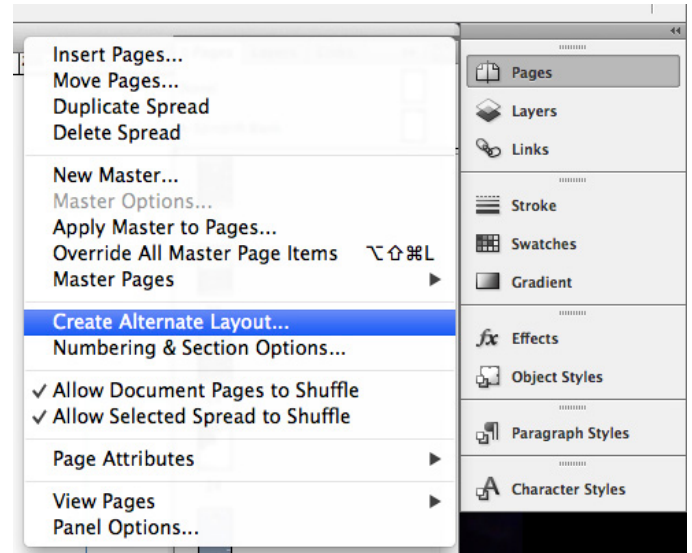 Insert Pages...
Move Pages...
Duplicate Spread
Delete Spread
New Master...
Master Options...
Apply Master to Pages...
Override All Master Page Items ⌥⇧⌘L
Master Pages
Create Alternate Layout...
Numbering & Section Options...
✓ Allow Document Pages to Shuffle
✓ Allow Selected Spread to Shuffle
Page Attributes
View Pages
Panel Options...
Pages
Layers
Links
Stroke
Swatches
Gradient
fx Effects
Object Styles
Paragraph Styles
Character Styles